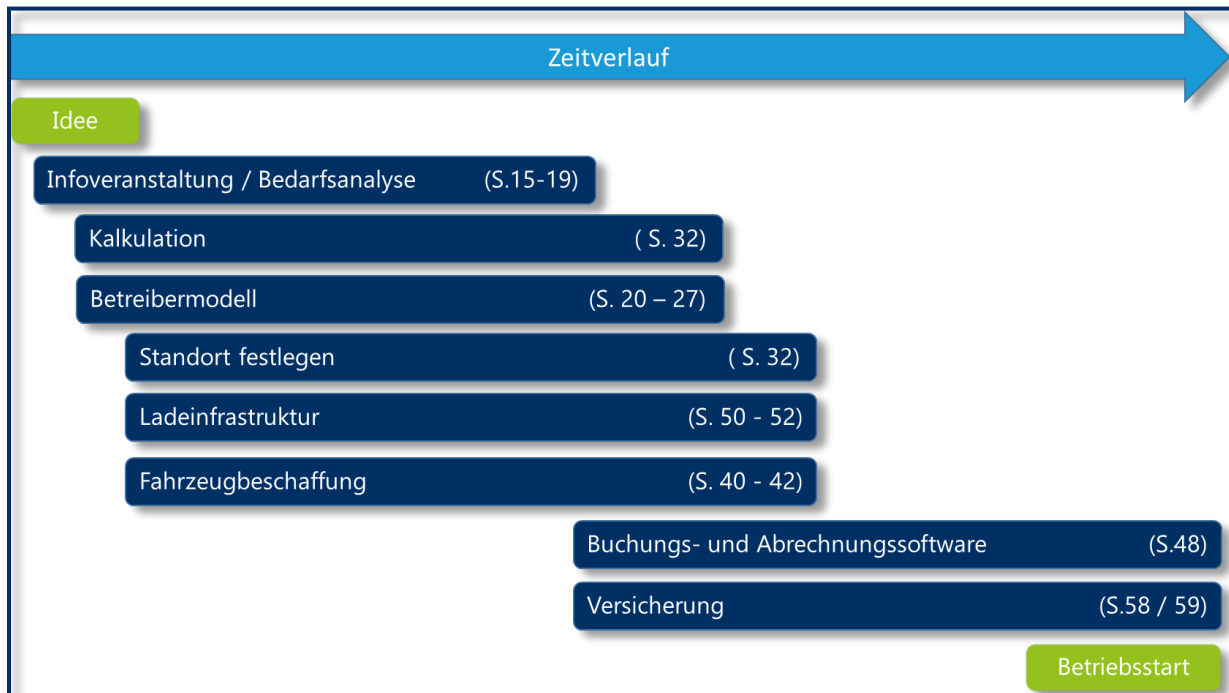 Zeitverlauf
Idee
Infoveranstaltung / Bedarfsanalyse (S.15-19)
Kalkulation ( S. 32)
Betreibermodell (S. 20 – 27)
Standort festlegen ( S. 32)
Ladeinfrastruktur (S. 50 - 52)
Fahrzeugbeschaffung (S. 40 - 42)
Buchungs- und Abrechnungssoftware (S.48)
Versicherung (S.58 / 59)
Betriebsstart